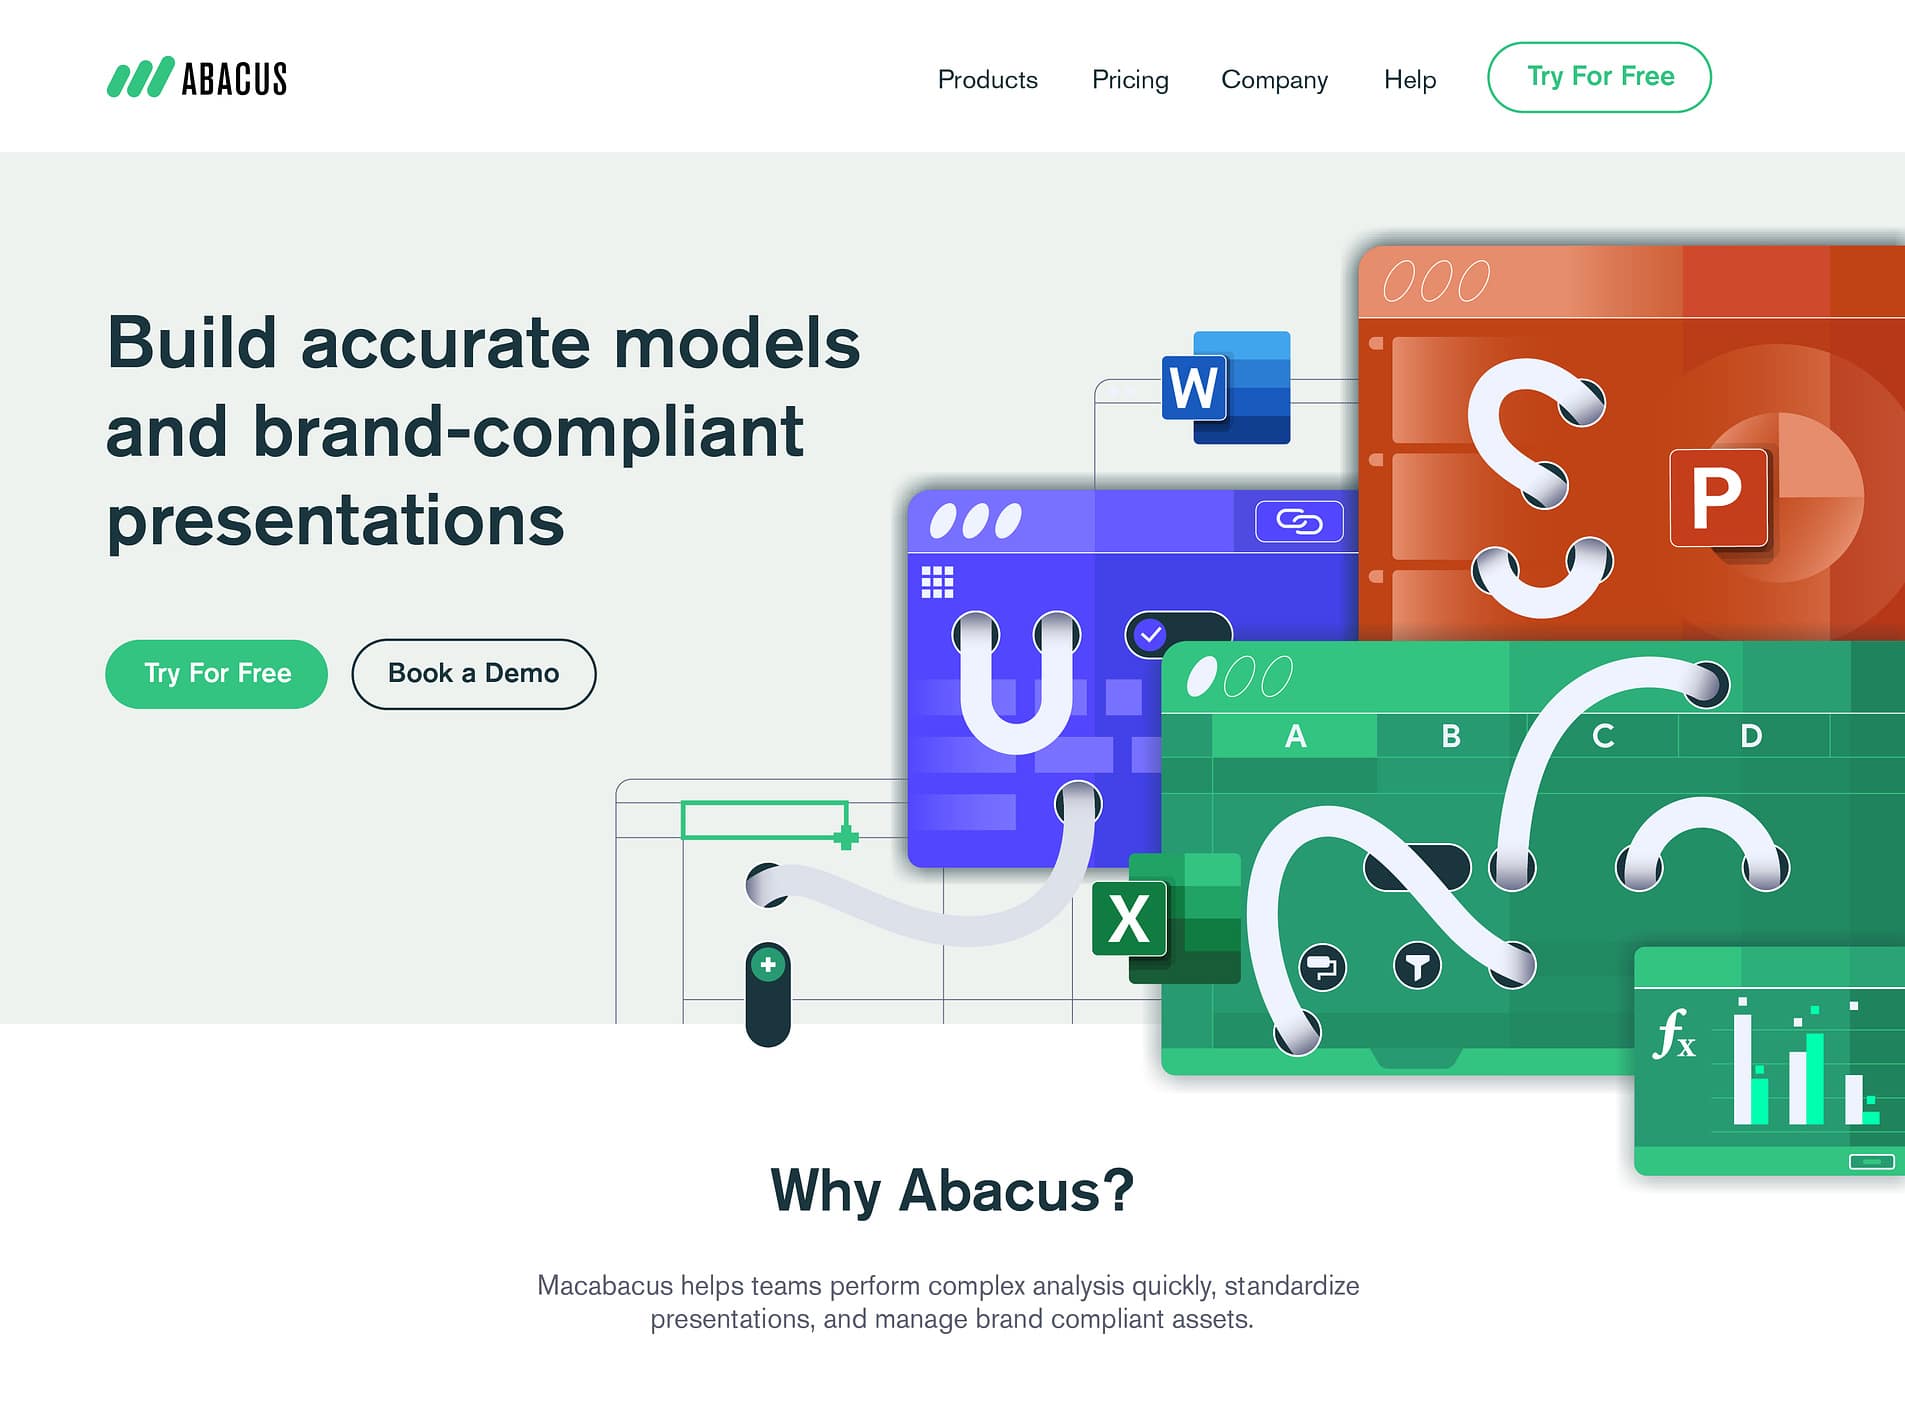 ABACUS
Products Pricing Company Help Try For Free
Build accurate models
and brand-compliant
presentations
Try For Free Book a Demo
W
P
A B C D
X
fx
Why Abacus?
Macabacus helps teams perform complex analysis quickly, standardize
presentations, and manage brand compliant assets.